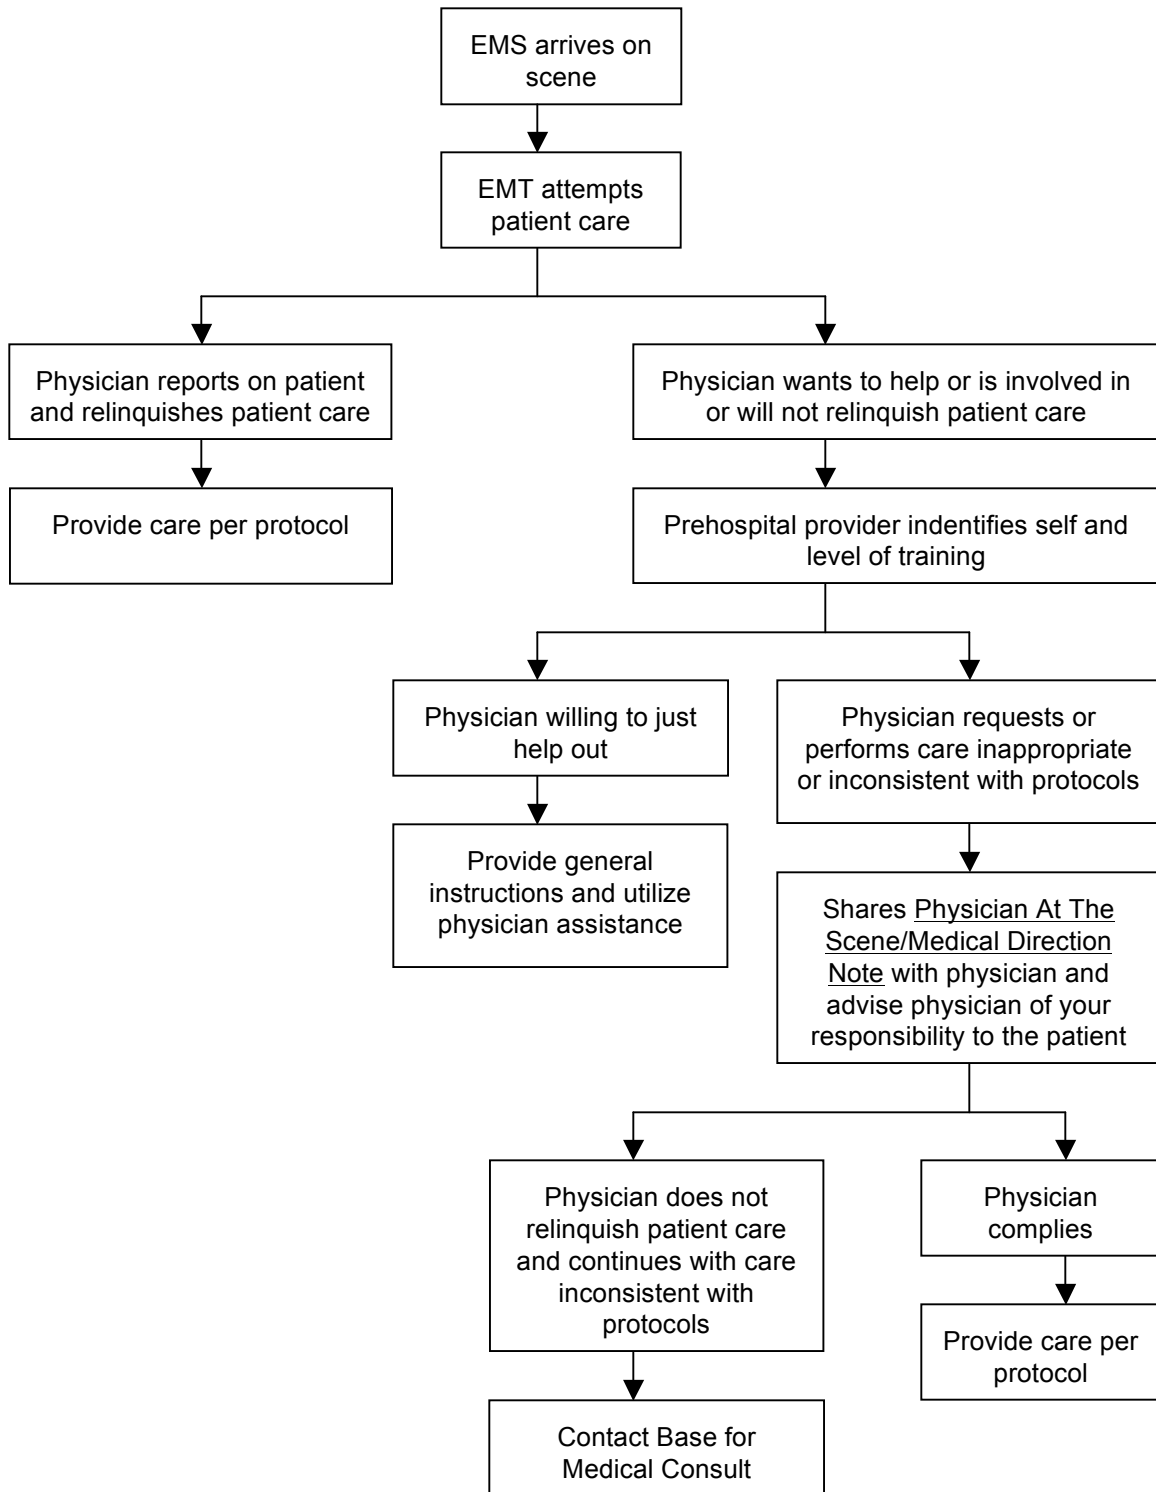 EMS arrives on
scene
EMT attempts
patient care
Physician reports on patient
and relinquishes patient care
Physician wants to help or is involved in
or will not relinquish patient care
Provide care per protocol
Prehospital provider indentifies self and
level of training
Physician willing to just
help out
Physician requests or
performs care inappropriate
or inconsistent with protocols
Provide general
instructions and utilize
physician assistance
Shares Physician At The
Scene/Medical Direction
Note with physician and
advise physician of your
responsibility to the patient
Physician does not
relinquish patient care
and continues with care
inconsistent with
protocols
Physician
complies
Provide care per
protocol
Contact Base for
Medical Consult